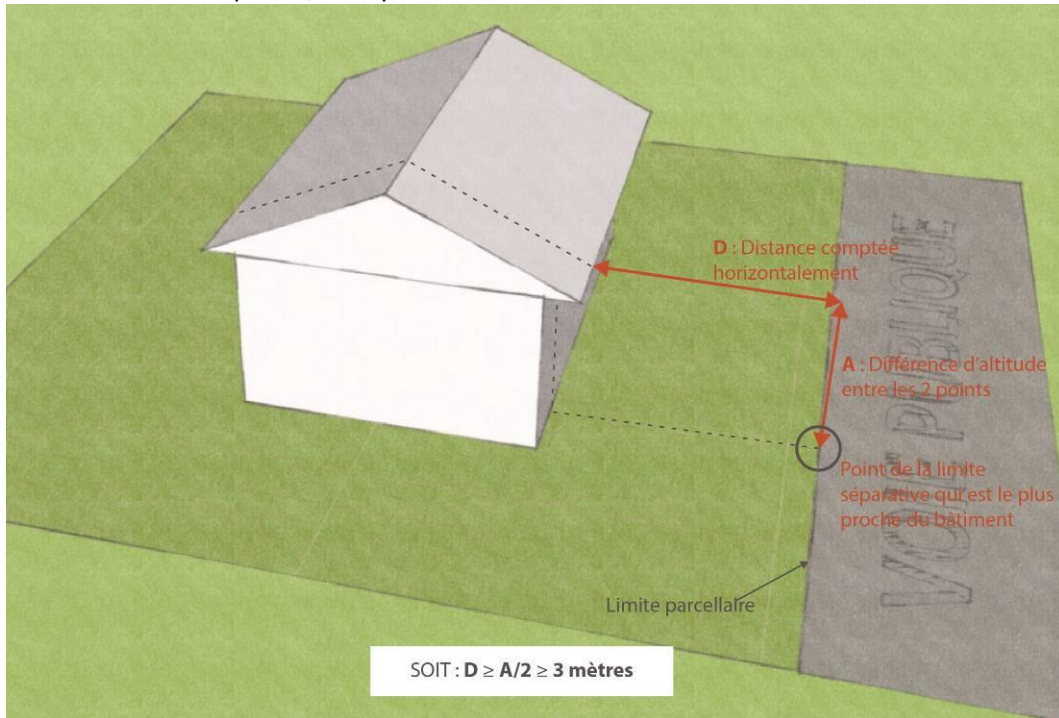 D : Distance comptée
horizontalement
A : Différence d'altitude
entre les 2 points
Point de la limite
séparative qui est le plus
proche du bâtiment
Limite parcellaire
VOIE PUBLIQUE
SOIT : D ≥ A/2 ≥ 3 mètres